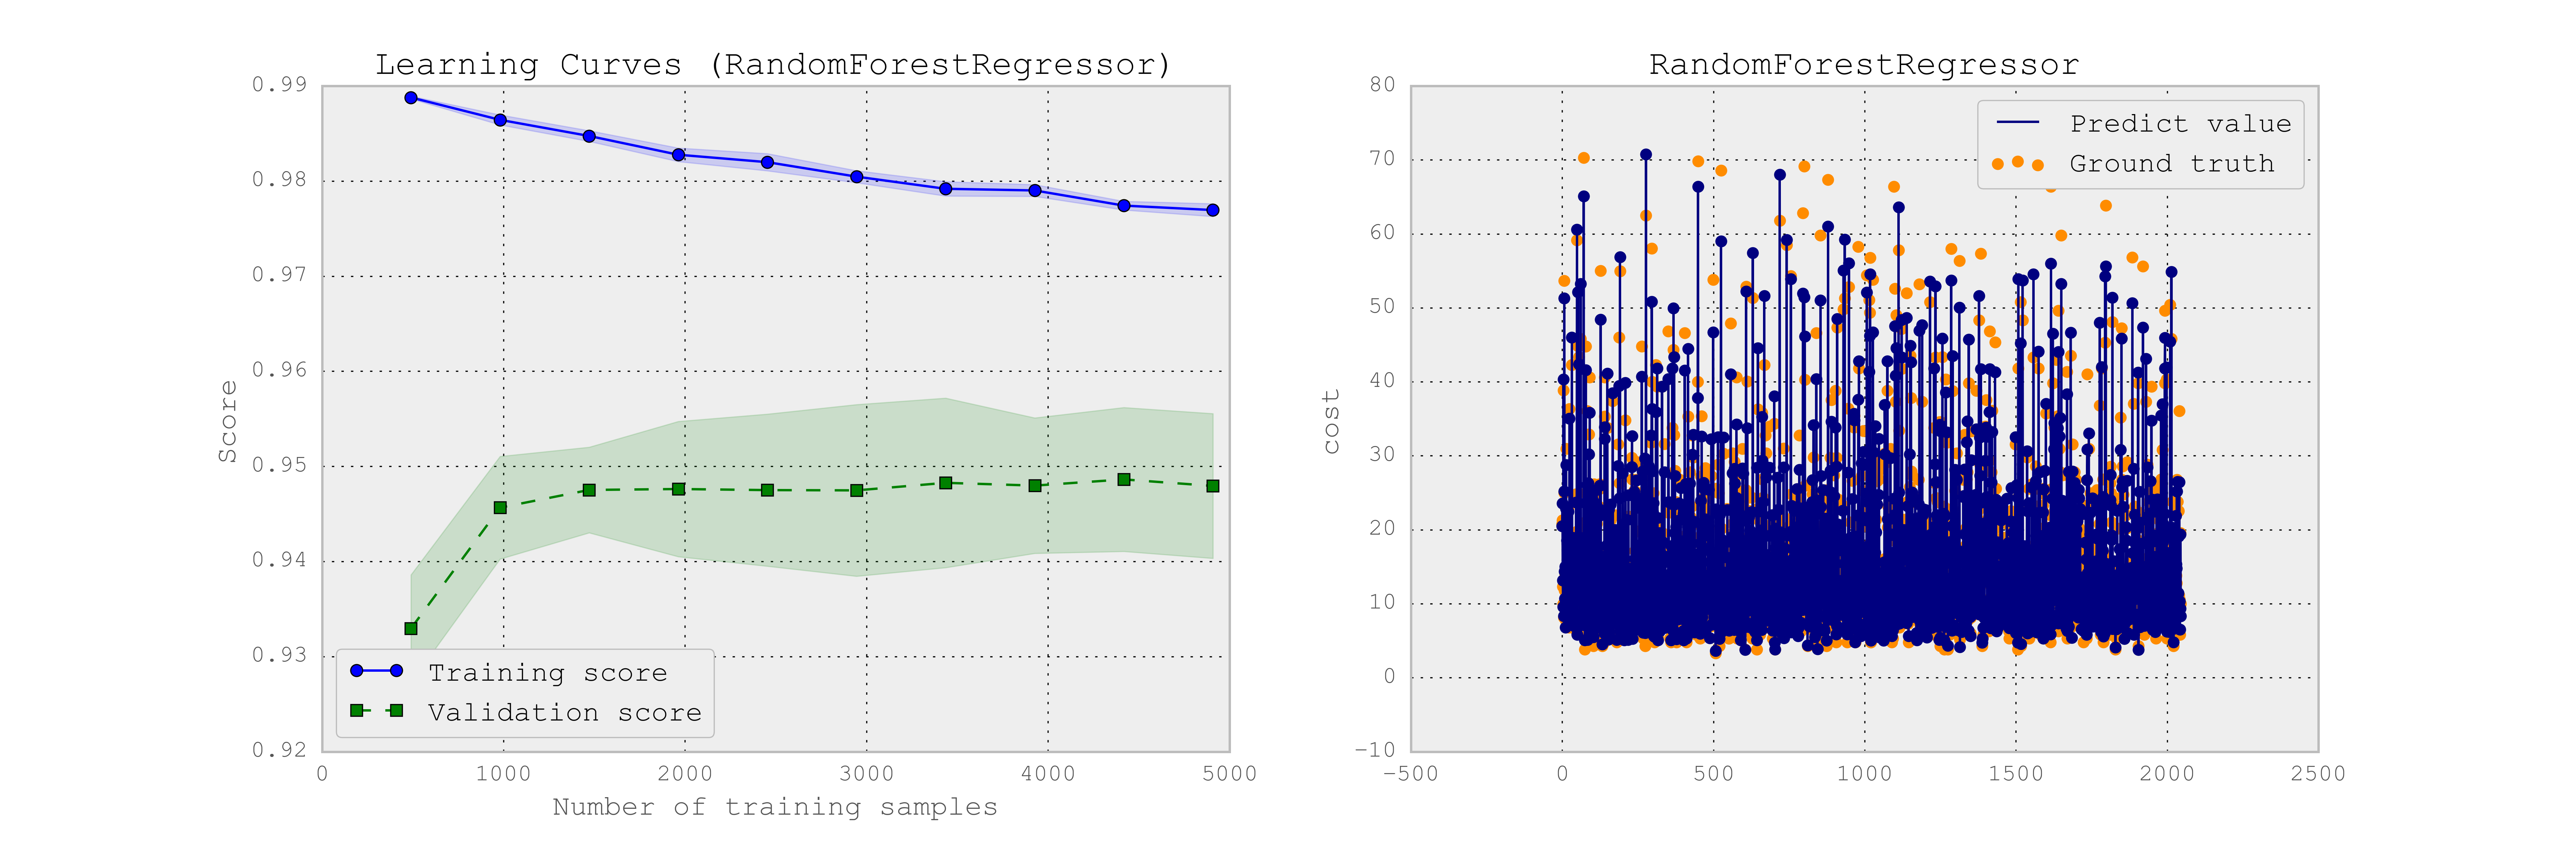 Learning Curves (RandomForestRegressor)
0.99
0.98
0.97
0.96
0.95
0.94
0.93
0.92
Score
Training score
Validation score
0 1000 2000 3000 4000 5000
Number of training samples
RandomForestRegressor
80
70
60
50
40
30
20
10
0
−10
cost
Predict value
Ground truth
−500 0 500 1000 1500 2000 2500